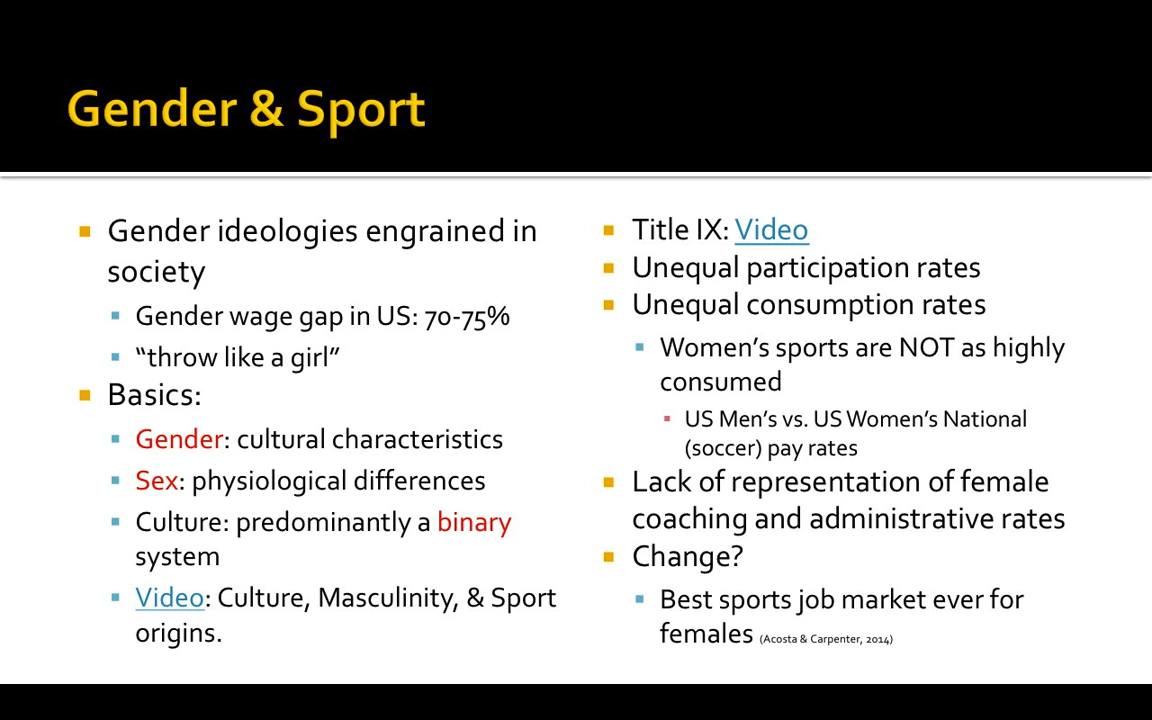 Gender & Sport
Gender ideologies engrained in
society
Gender wage gap in US: 70-75%
“throw like a girl”
Basics:
Gender: cultural characteristics
Sex: physiological differences
Culture: predominantly a binary
system
Video: Culture, Masculinity, & Sport
origins.
Title IX: Video
Unequal participation rates
Unequal consumption rates
Women’s sports are NOT as highly
consumed
US Men’s vs. US Women’s National
(soccer) pay rates
Lack of representation of female
coaching and administrative rates
Change?
Best sports job market ever for
females (Acosta & Carpenter, 2014)